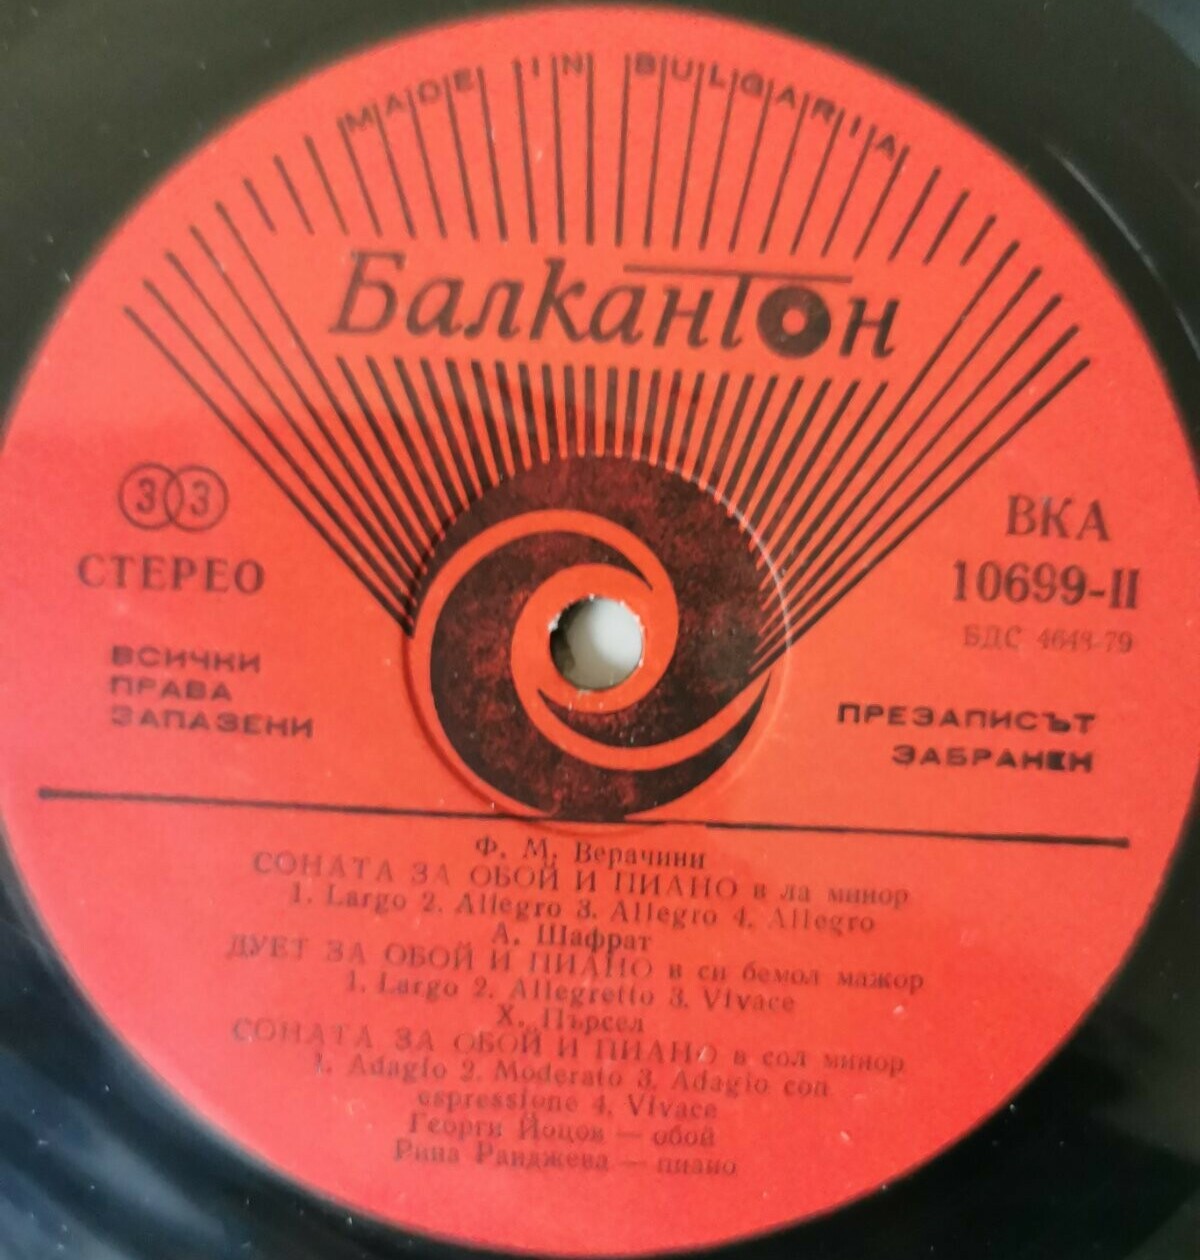 MADE IN BULGARIA
Балкантон
33
СТЕРЕО
ВСИЧКИ
ПРАВА
ЗАПАЗЕНИ
ВКА
10699-II
БДС 4648-79
ПРЕЗАПИСЪТ
ЗАБРАНЕН
Ф. М. Верачини
СОНАТА ЗА ОБОЙ И ПИАНО в ла минор
1. Largo 2. Allegro 3. Allegro 4. Allegro
А. Шафрат
ДУЕТ ЗА ОБОЙ И ПИАНО в си бемол мажор
1. Largo 2. Allegretto 3. Vivace
Х. Пърсел
СОНАТА ЗА ОБОЙ И ПИАНО в сол минор
1. Adagio 2. Moderato 3. Adagio con
espressione 4. Vivace
Георги Йоцов — обой
Рина Ранджева — пиано